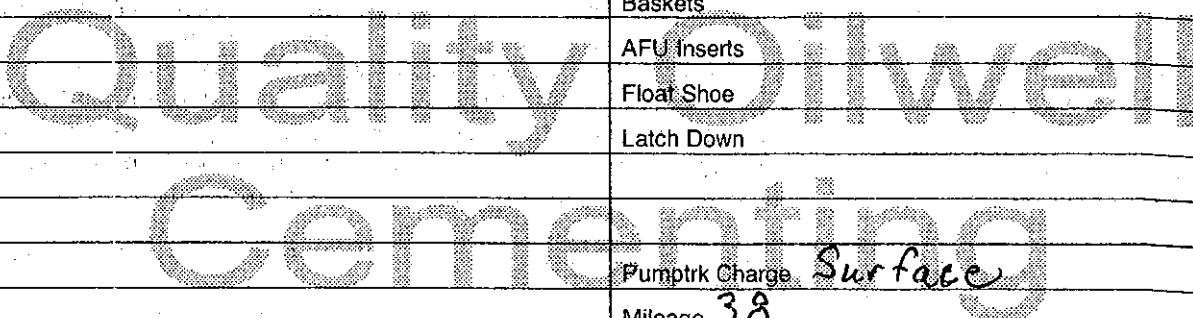 Baskets
Quality Oilwell
AFU Inserts
Float Shoe
Latch Down
Cementing
Pumptrk Charge Surface
Mileage 38